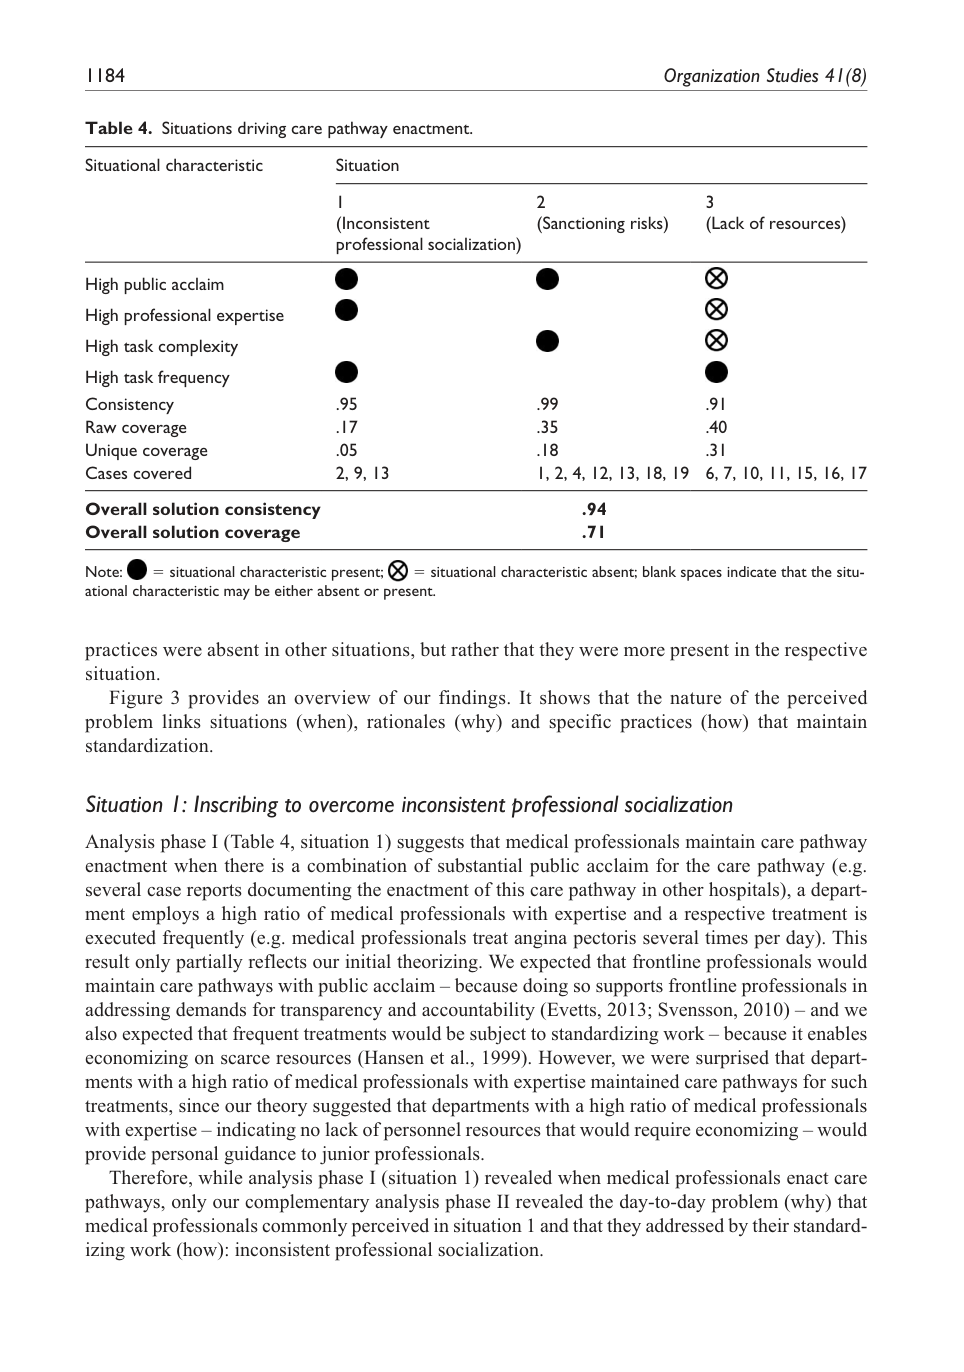 1184
Organization Studies 41(8)
Table 4. Situations driving care pathway enactment.
Situational characteristic
Situation
1
2
3
(Inconsistent
(Sanctioning risks)
(Lack of resources)
professional socialization)
High public acclaim
High professional expertise
High task complexity
High task frequency
Consistency .95 .99 .91
Raw coverage .17 .35 .40
Unique coverage .05 .18 .31
Cases covered 2, 9, 13 1, 2, 4, 12, 13, 18, 19 6, 7, 10, 11, 15, 16, 17
Overall solution consistency .94
Overall solution coverage .71
Note: ● = situational characteristic present; ⊗ = situational characteristic absent; blank spaces indicate that the situ-
ational characteristic may be either absent or present.
practices were absent in other situations, but rather that they were more present in the respective
situation.
Figure 3 provides an overview of our findings. It shows that the nature of the perceived
problem links situations (when), rationales (why) and specific practices (how) that maintain
standardization.
Situation 1: Inscribing to overcome inconsistent professional socialization
Analysis phase I (Table 4, situation 1) suggests that medical professionals maintain care pathway
enactment when there is a combination of substantial public acclaim for the care pathway (e.g.
several case reports documenting the enactment of this care pathway in other hospitals), a depart-
ment employs a high ratio of medical professionals with expertise and a respective treatment is
executed frequently (e.g. medical professionals treat angina pectoris several times per day). This
result only partially reflects our initial theorizing. We expected that frontline professionals would
maintain care pathways with public acclaim – because doing so supports frontline professionals in
addressing demands for transparency and accountability (Evetts, 2013; Svensson, 2010) – and we
also expected that frequent treatments would be subject to standardizing work – because it enables
economizing on scarce resources (Hansen et al., 1999). However, we were surprised that depart-
ments with a high ratio of medical professionals with expertise maintained care pathways for such
treatments, since our theory suggested that departments with a high ratio of medical professionals
with expertise – indicating no lack of personnel resources that would require economizing – would
provide personal guidance to junior professionals.
Therefore, while analysis phase I (situation 1) revealed when medical professionals enact care
pathways, only our complementary analysis phase II revealed the day-to-day problem (why) that
medical professionals commonly perceived in situation 1 and that they addressed by their standard-
izing work (how): inconsistent professional socialization.